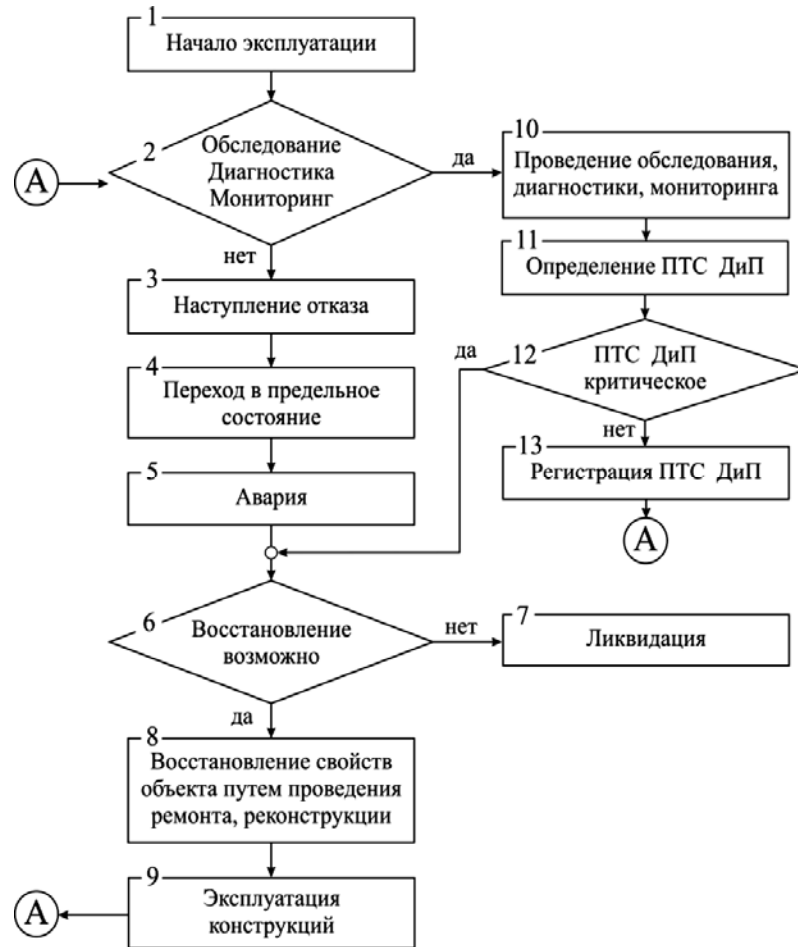 1
Начало эксплуатации
2
Обследование
Диагностика
Мониторинг
А
да
нет
10
Проведение обследования,
диагностики, мониторинга
11
Определение ПТС ДиП
3
Наступление отказа
12
ПТС ДиП
критическое
да
нет
4
Переход в предельное
состояние
13
Регистрация ПТС ДиП
А
5
Авария
6
Восстановление
возможно
нет
да
7
Ликвидация
8
Восстановление свойств
объекта путем проведения
ремонта, реконструкции
9
Эксплуатация
конструкций
А